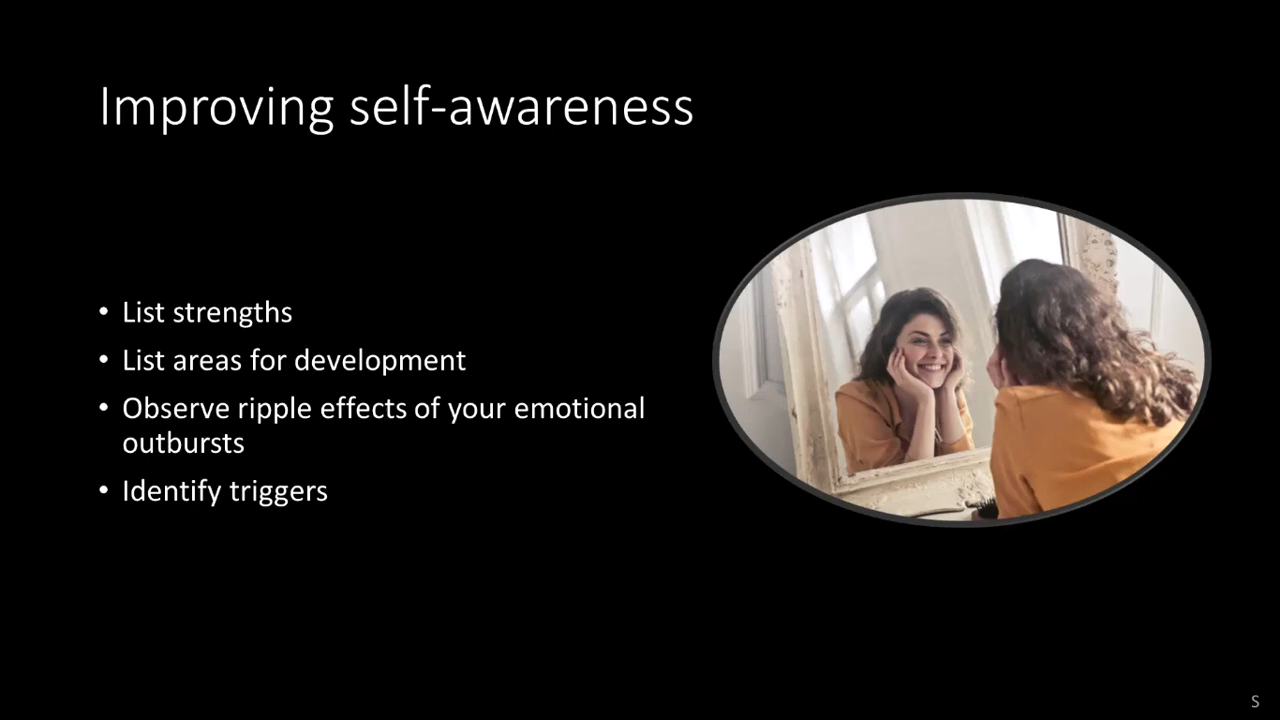 Improving self-awareness
• List strengths
• List areas for development
• Observe ripple effects of your emotional
outbursts
• Identify triggers
S